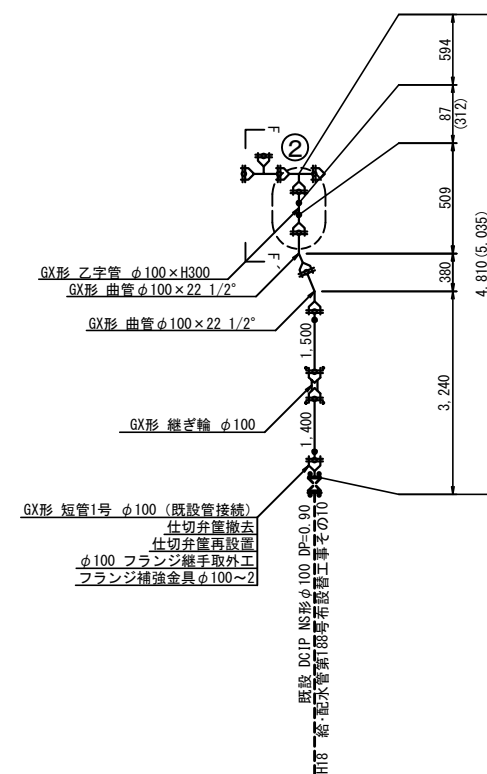 594
87
(312)
509
380
4,810(5,035)
3,240
F
②
F
GX形 乙字管 φ100×H300
GX形 曲管φ100×22 1/2°
GX形 曲管φ100×22 1/2°
1,500
GX形 継ぎ輪 φ100
1,400
GX形 短管1号 φ100 (既設管接続)
仕切弁筐撤去
仕切弁筐再設置
φ100 フランジ継手取外工
フランジ補強金具φ100～2
既設 DCIP NS形φ100 DP=0.90
H18 給・配水管第188号布設替工事その10